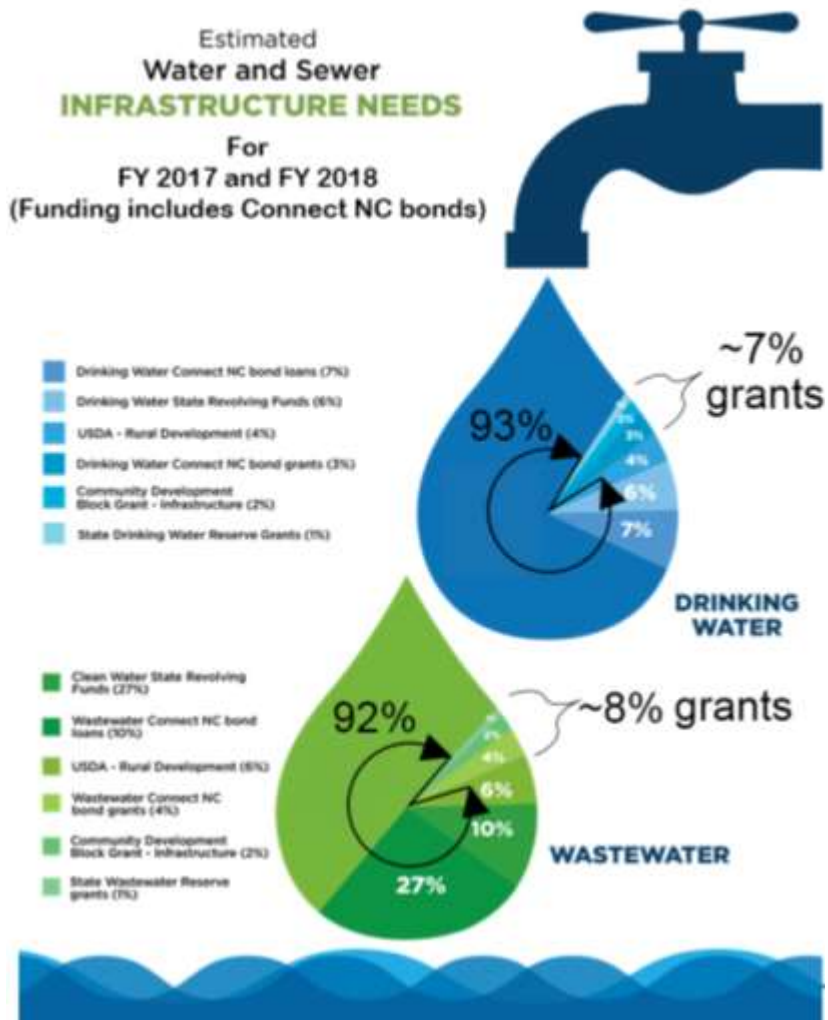 Estimated
Water and Sewer
INFRASTRUCTURE NEEDS
For
FY 2017 and FY 2018
(Funding includes Connect NC bonds)
Drinking Water Connect NC bond loans (7%)
Drinking Water State Revolving Funds (6%)
USDA - Rural Development (4%)
Drinking Water Connect NC bond grants (3%)
Community Development
Block Grant - Infrastructure (2%)
State Drinking Water Reserve Grants (1%)
~7%
grants
93%
2%
3%
4%
6%
7%
DRINKING
WATER
Clean Water State Revolving
Funds (27%)
Wastewater Connect NC bond
loans (10%)
USDA - Rural Development (6%)
Wastewater Connect NC
bond grants (4%)
Community Development
Block Grant - Infrastructure (2%)
State Wastewater Reserve
grants (1%)
~8% grants
92%
2%
4%
6%
10%
27%
WASTEWATER